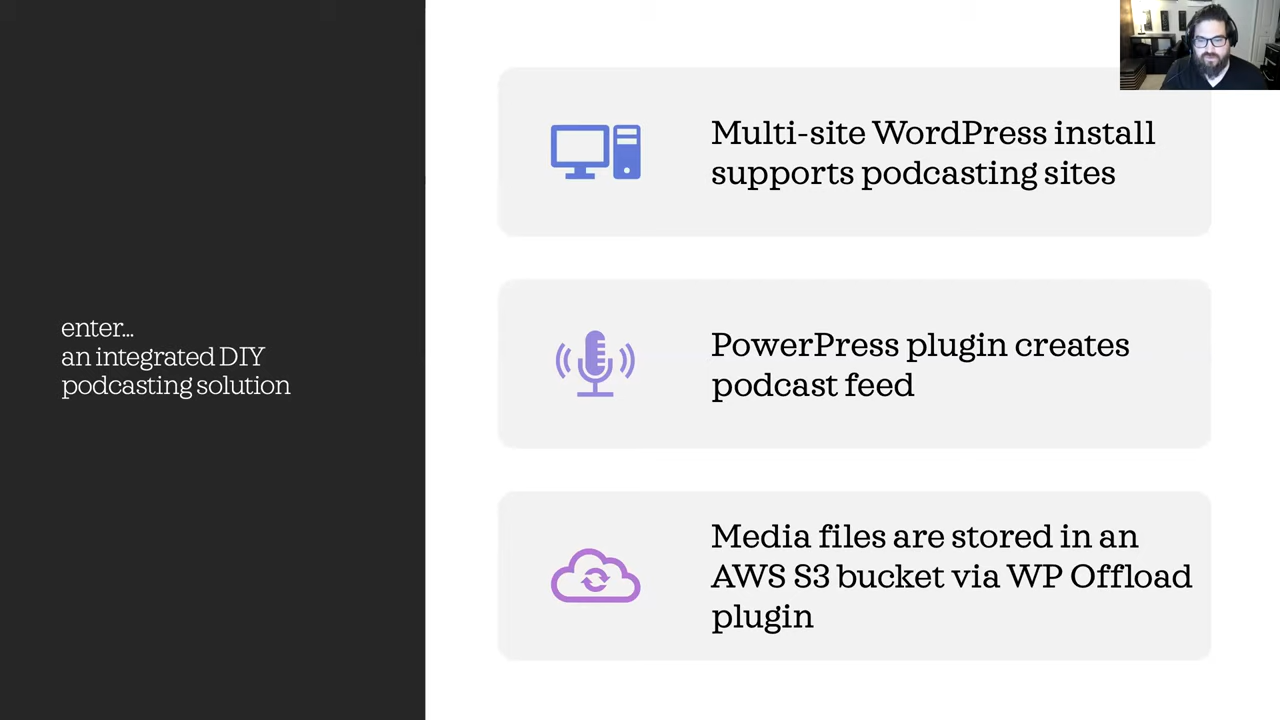 enter...
an integrated DIY
podcasting solution
Multi-site WordPress install
supports podcasting sites
PowerPress plugin creates
podcast feed
Media files are stored in an
AWS S3 bucket via WP Offload
plugin